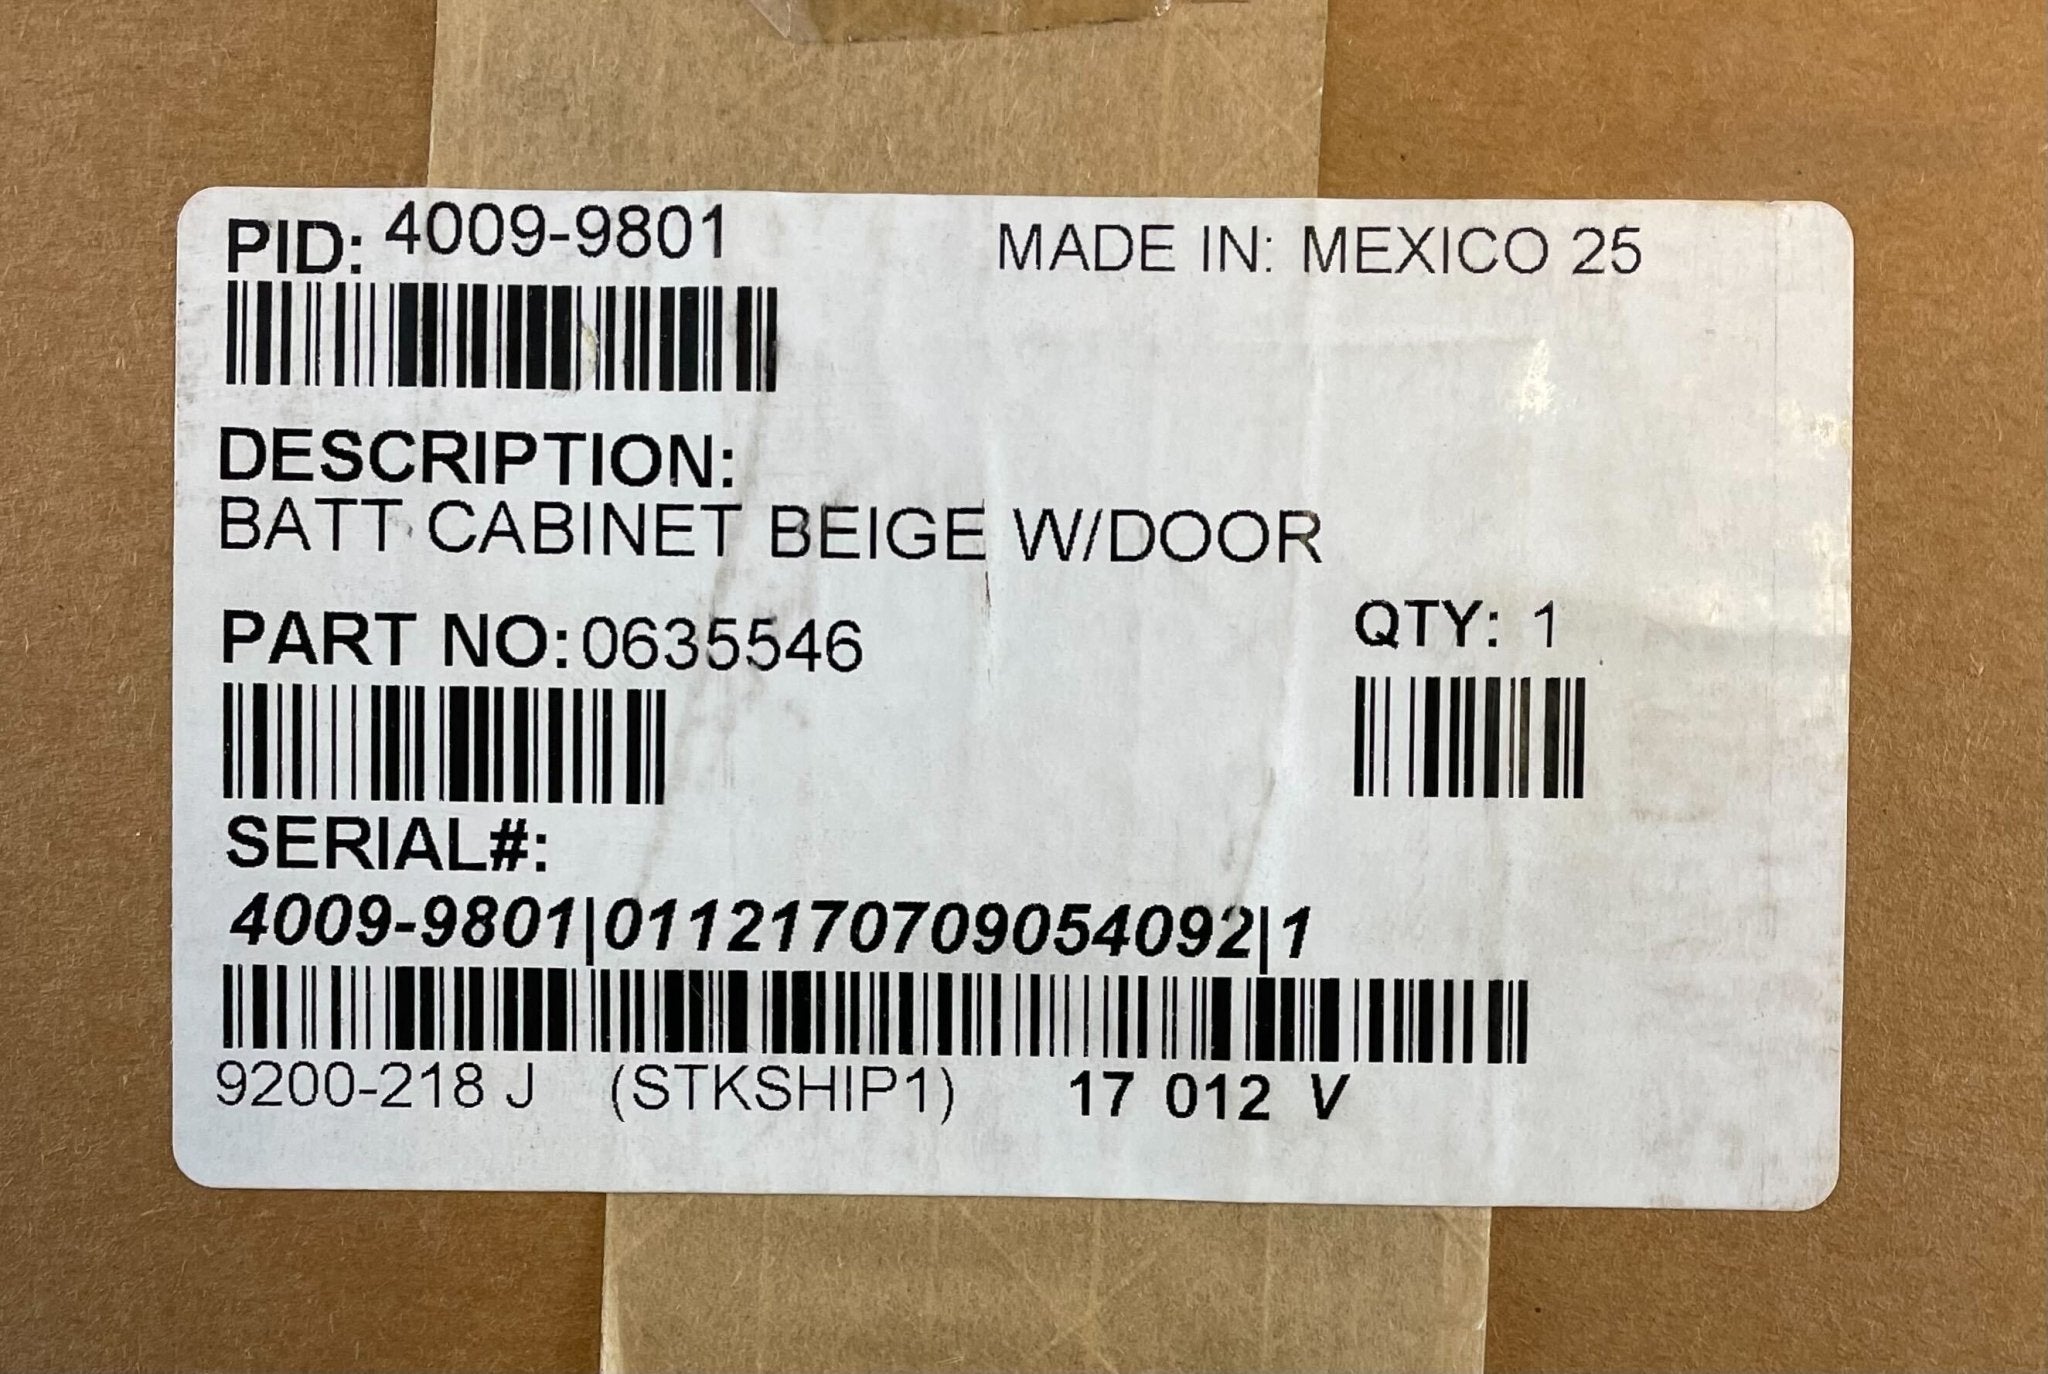 PID: 4009-9801
MADE IN: MEXICO 25
DESCRIPTION:
BATT CABINET BEIGE W/DOOR
PART NO: 0635546
QTY: 1
SERIAL#:
4009-9801|0112170709054092|1
9200-218 J (STKSHIP1) 17 012 V